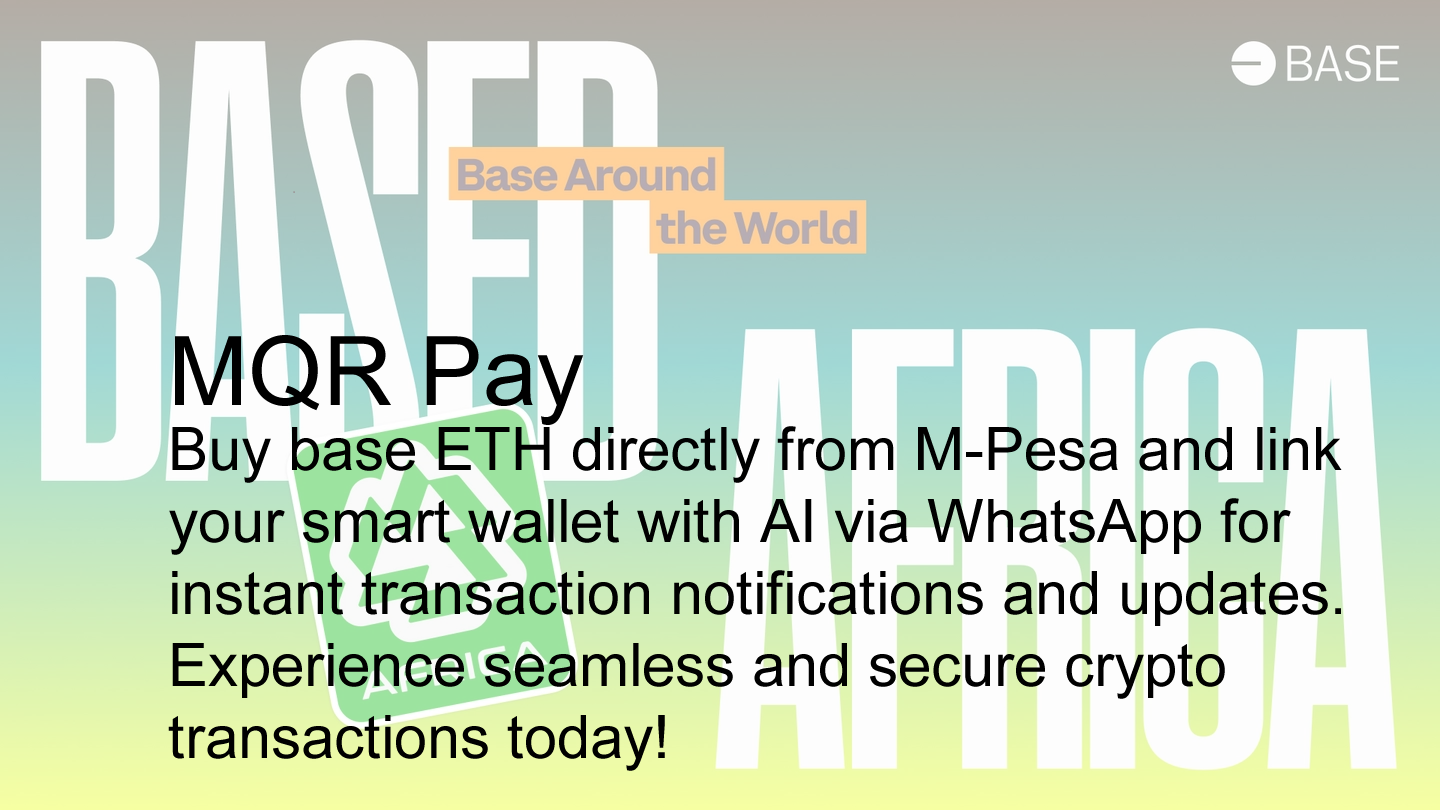 BASED
BASE
Base Around
the World
AFRICA
MQR Pay
Buy base ETH directly from M-Pesa and link
your smart wallet with AI via WhatsApp for
instant transaction notifications and updates.
Experience seamless and secure crypto
transactions today!
AFRICA